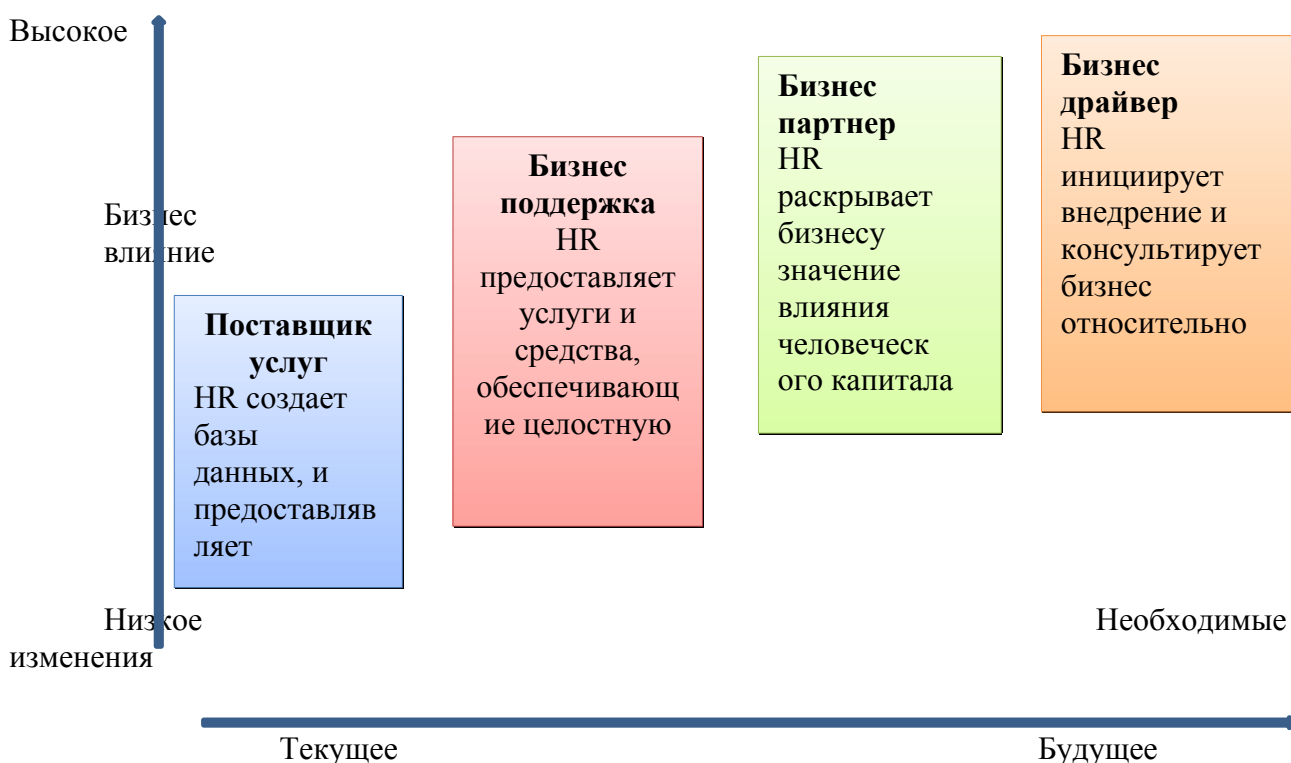 Высокое
Бизнес
влияние
Поставщик
услуг
HR создает
базы
данных, и
предоставляв
ляет
Бизнес
поддержка
HR
предоставляет
услуги и
средства,
обеспечивающ
ие целостную
Бизнес
партнер
HR
раскрывает
бизнесу
значение
влияния
человеческ
ого капитала
Бизнес
драйвер
HR
инициирует
внедрение и
консультирует
бизнес
относительно
Низкое
Необходимые
изменения
Текущее
Будущее